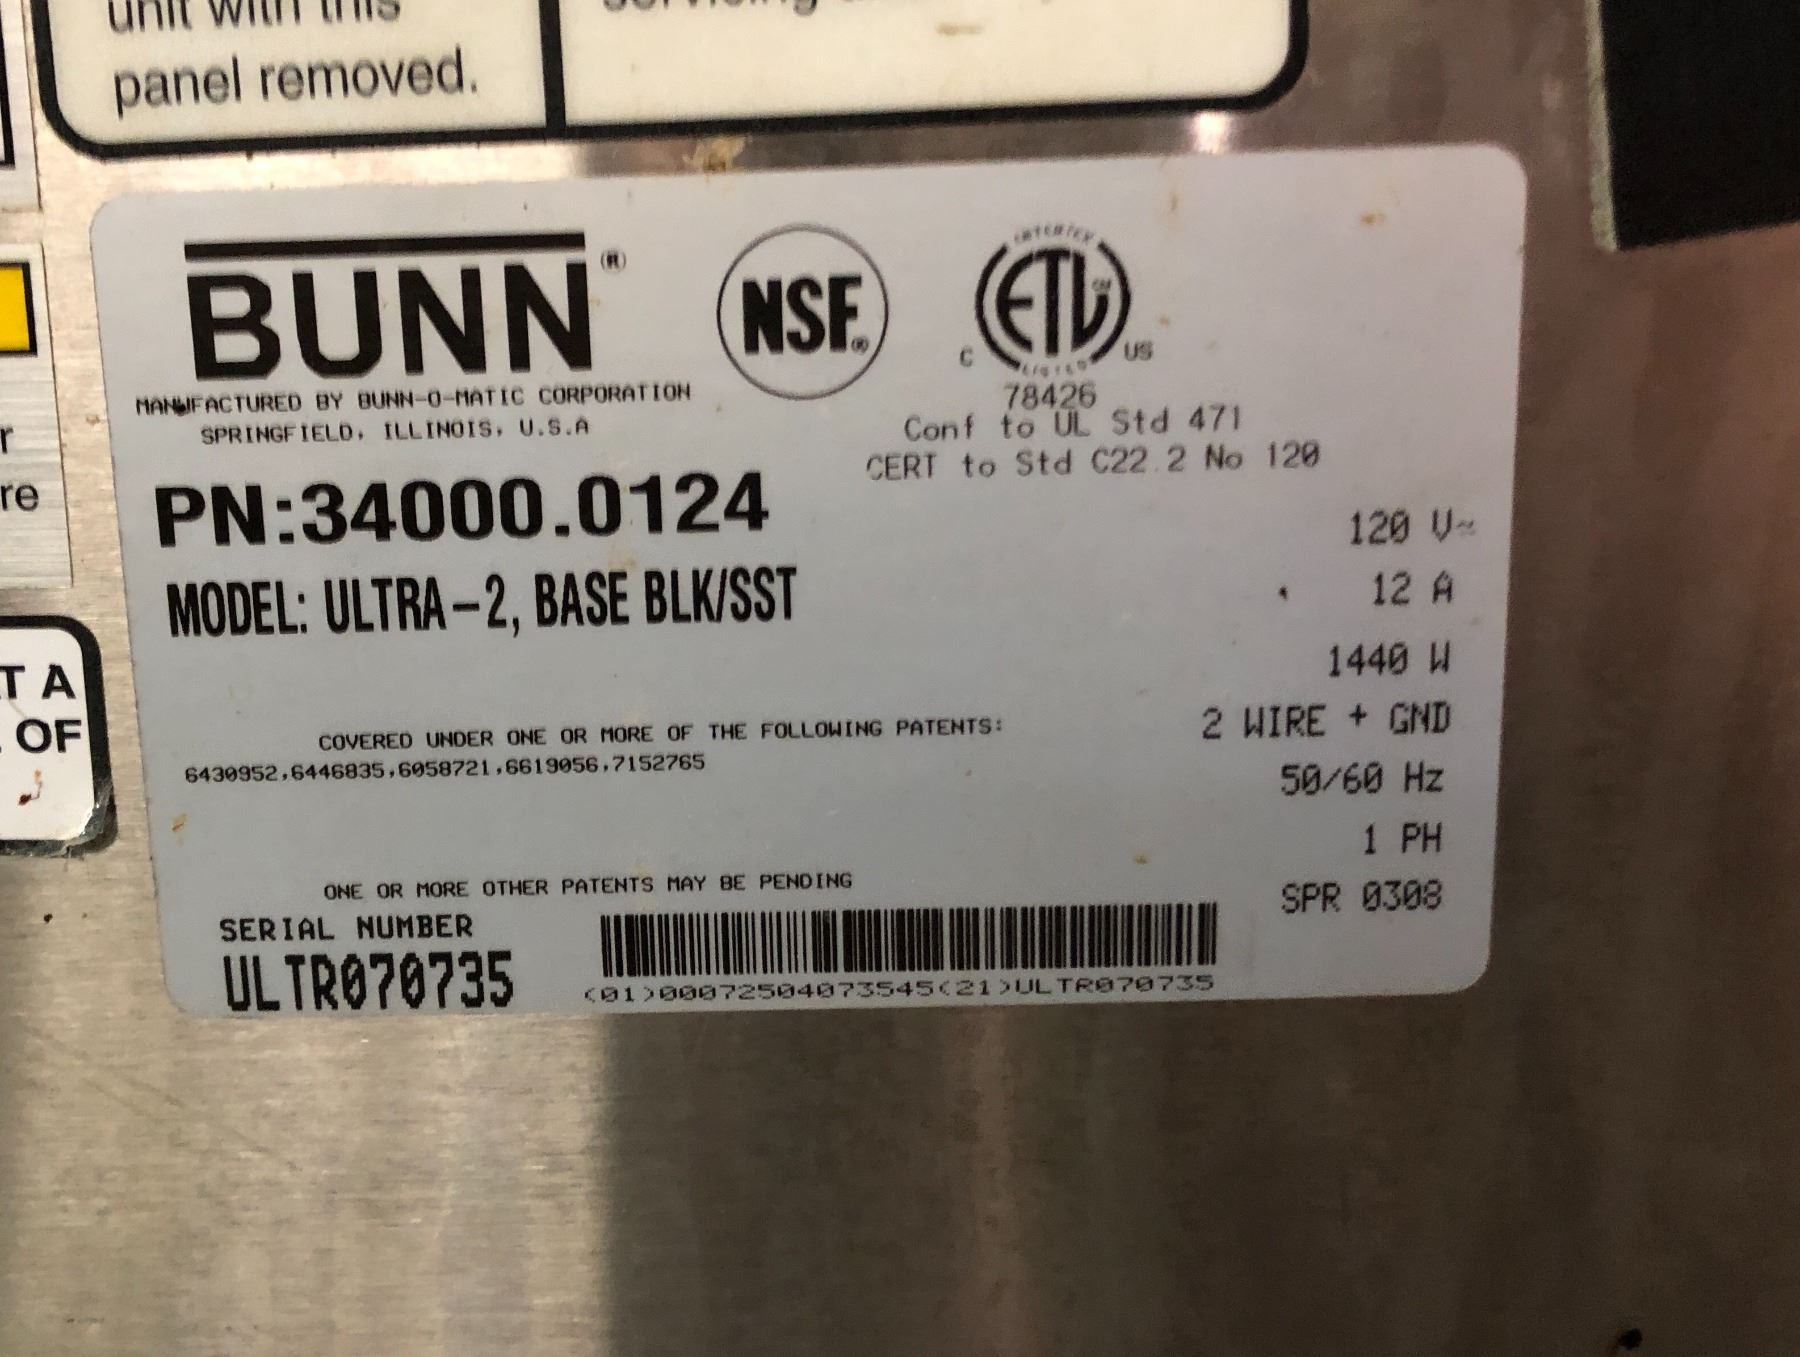 unit with this
panel removed.
r
re
T A
OF
BUNN®
MANUFACTURED BY BUNN-O-MATIC CORPORATION
SPRINGFIELD, ILLINOIS, U.S.A
NSF®
INTERTEK
ETL CM
LISTED
C US
78426
Conf to UL Std 471
CERT to Std C22.2 No 120
PN:34000.0124
MODEL: ULTRA-2, BASE BLK/SST
120 V~
12 A
1440 W
2 WIRE + GND
50/60 Hz
1 PH
SPR 0308
COVERED UNDER ONE OR MORE OF THE FOLLOWING PATENTS:
6430952,6446835,6058721,6619056,7152765
ONE OR MORE OTHER PATENTS MAY BE PENDING
SERIAL NUMBER
ULTR070735
(01)00072504073545(21)ULTR070735